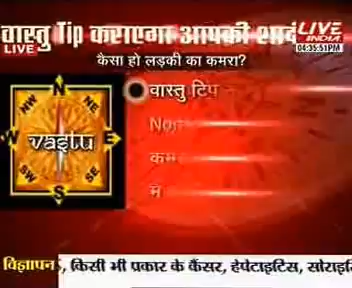 वास्तु Tip कराएगा आपकी शादी
LIVE
LIVE
INDIA
04:35:51PM
कैसा हो लड़की का कमरा?
NW N NE
W vastu E
SW S SE
वास्तु टिप
No.
कम
में
विज्ञापन
किसी भी प्रकार के कैंसर, हेपेटाइटिस,